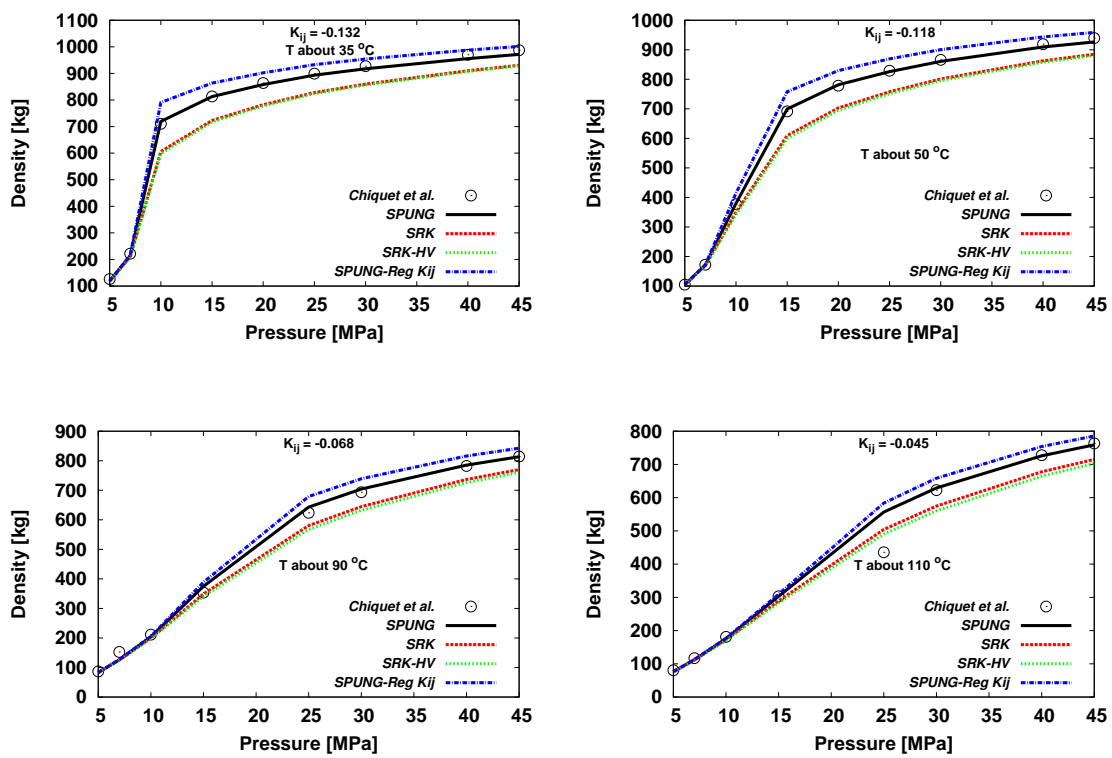 K_ij = -0.132
T about 35 °C
Density [kg]
1100
1000
900
800
700
600
500
400
300
200
100
Chiquet et al.
SPUNG
SRK
SRK-HV
SPUNG-Reg Kij
5 10 15 20 25 30 35 40 45
Pressure [MPa]
K_ij = -0.118
T about 50 °C
Density [kg]
1000
900
800
700
600
500
400
300
200
100
Chiquet et al.
SPUNG
SRK
SRK-HV
SPUNG-Reg Kij
5 10 15 20 25 30 35 40 45
Pressure [MPa]
K_ij = -0.068
T about 90 °C
Density [kg]
900
800
700
600
500
400
300
200
100
0
Chiquet et al.
SPUNG
SRK
SRK-HV
SPUNG-Reg Kij
5 10 15 20 25 30 35 40 45
Pressure [MPa]
K_ij = -0.045
T about 110 °C
Density [kg]
800
700
600
500
400
300
200
100
0
Chiquet et al.
SPUNG
SRK
SRK-HV
SPUNG-Reg Kij
5 10 15 20 25 30 35 40 45
Pressure [MPa]